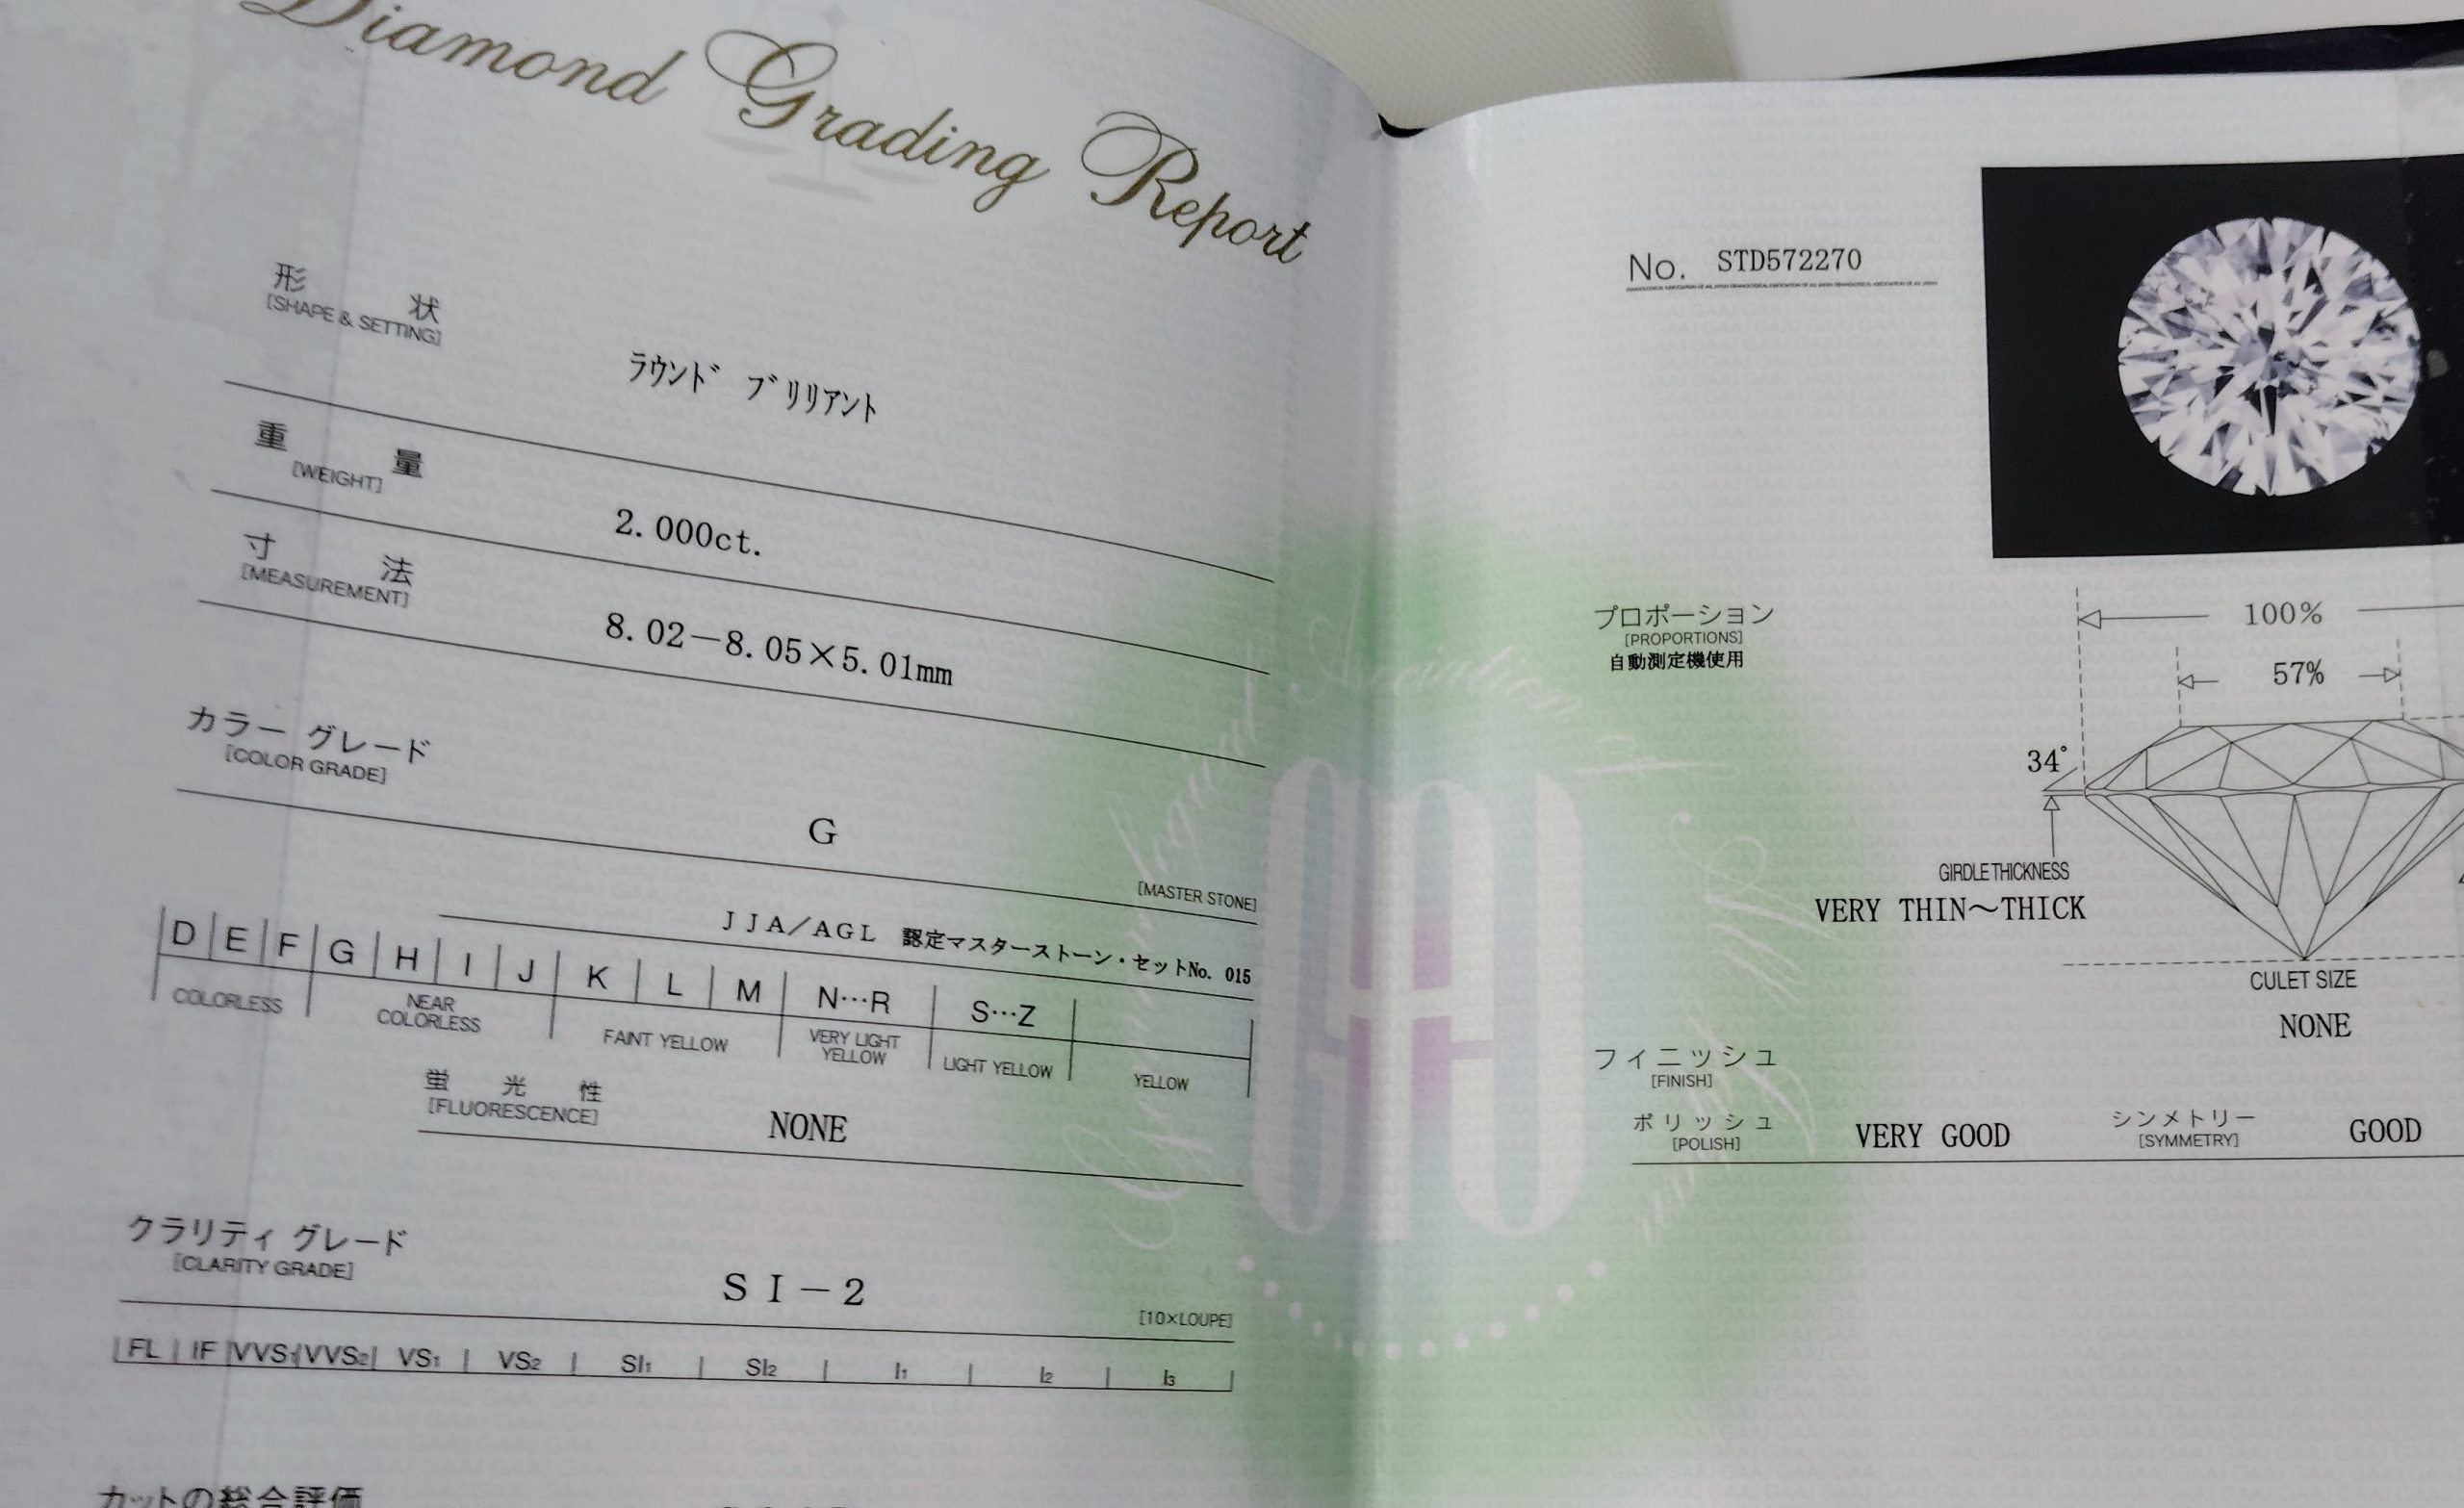 Diamond Grading Report
形 状
[SHAPE & SETTING]
ﾗｳﾝﾄﾞ ﾌﾞﾘﾘｱﾝﾄ
重 量
[WEIGHT]
2.000ct.
寸 法
[MEASUREMENT]
8.02－8.05×5.01mm
カラー グレード
[COLOR GRADE]
G
[MASTER STONE]
ＪＪＡ／ＡＧＬ 認定マスターストーン・セットNo. 015
D E F G H I J K L M N…R S…Z
COLORLESS NEAR COLORLESS FAINT YELLOW VERY LIGHT YELLOW LIGHT YELLOW YELLOW
蛍 光 性
[FLUORESCENCE]
NONE
クラリティ グレード
[CLARITY GRADE]
ＳＩ－２
[10×LOUPE]
FL IF VVS1 VVS2 VS1 VS2 SI1 SI2 I1 I2 I3
カットの総合評価
No. STD572270
プロポーション
[PROPORTIONS]
自動測定機使用
100%
57%
34°
GIRDLE THICKNESS
VERY THIN～THICK
CULET SIZE
NONE
フィニッシュ
[FINISH]
ポリッシュ
[POLISH]
VERY GOOD
シンメトリー
[SYMMETRY]
GOOD